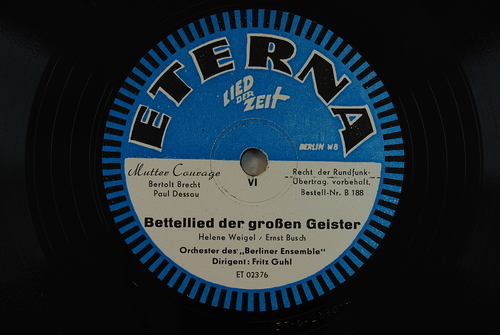 ETERNA
LIED
DER
ZEIT
BERLIN W8
Mutter Courage
Bertolt Brecht
Paul Dessau
VI
Recht der Rundfunk-
Übertrag. vorbehalt.
Bestell-Nr. B 188
Bettellied der großen Geister
Helene Weigel / Ernst Busch
Orchester des „Berliner Ensemble"
Dirigent: Fritz Guhl
ET 02376